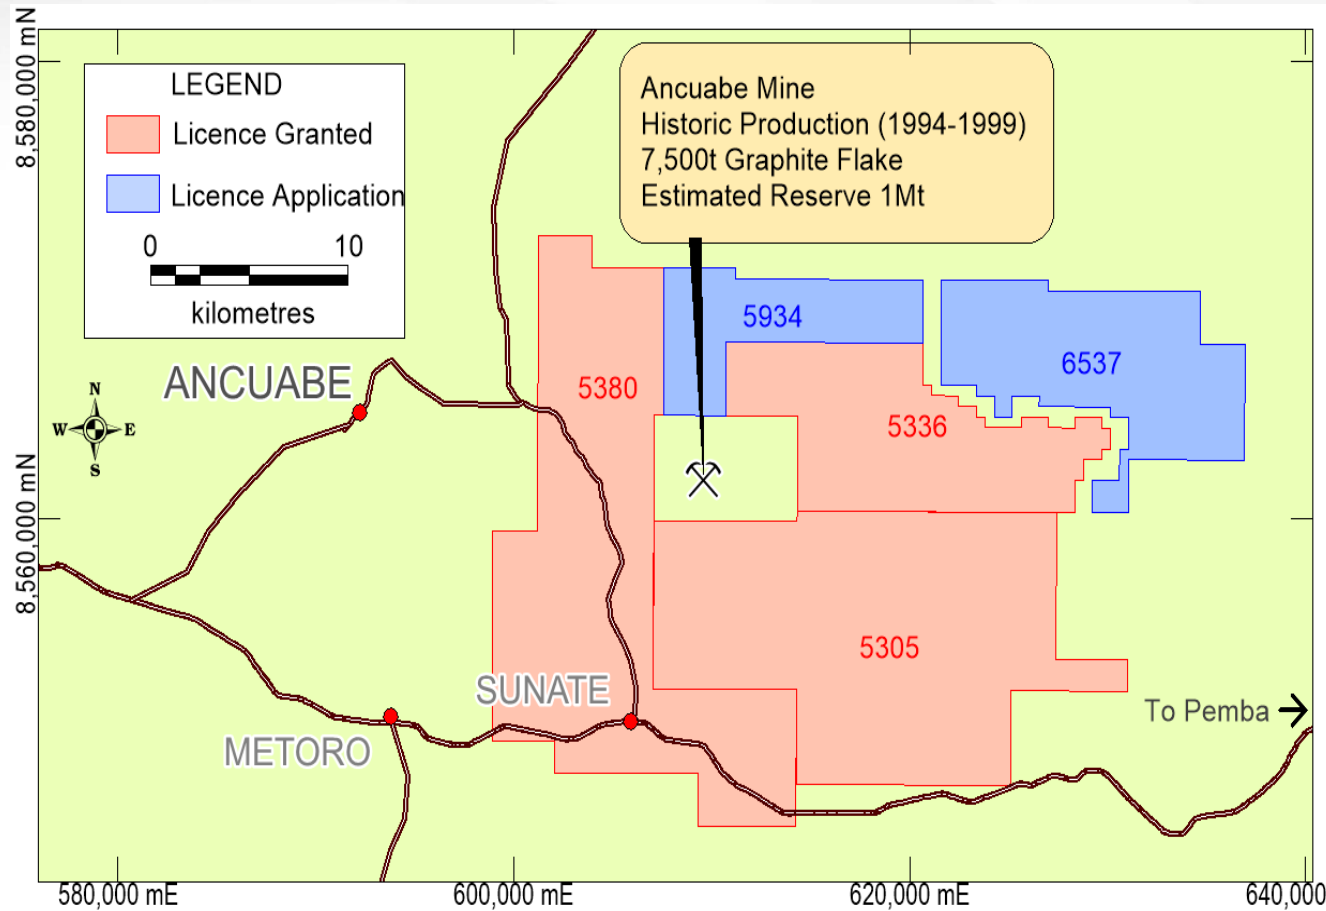 8,580,000 mN
LEGEND
Licence Granted
Licence Application
0 10
kilometres
Ancuabe Mine
Historic Production (1994-1999)
7,500t Graphite Flake
Estimated Reserve 1Mt
5934
6537
ANCUABE
5380
5336
N
W E
S
8,560,000 mN
5305
SUNATE
METORO
To Pemba
580,000 mE
600,000 mE
620,000 mE
640,000